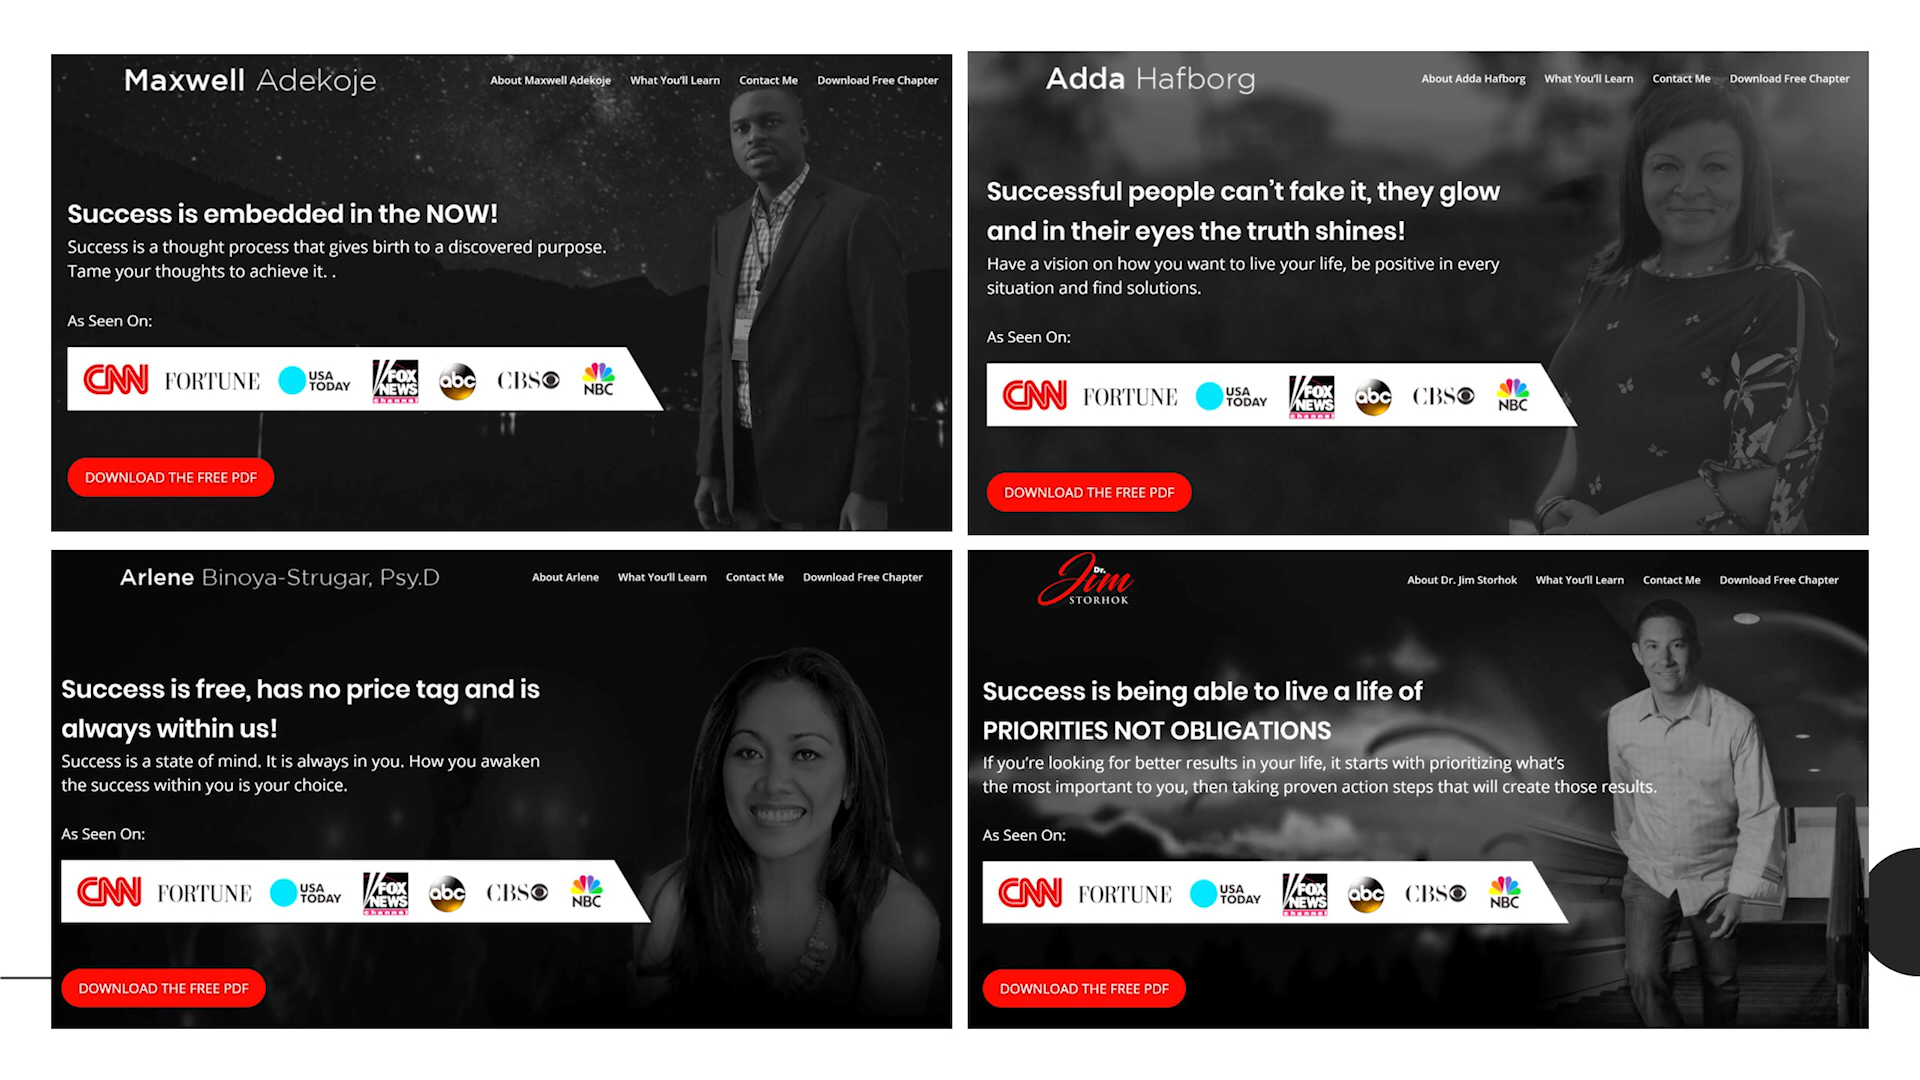 Maxwell Adekoje
About Maxwell Adekoje What You'll Learn Contact Me Download Free Chapter
Success is embedded in the NOW!
Success is a thought process that gives birth to a discovered purpose.
Tame your thoughts to achieve it. .
As Seen On:
CNN FORTUNE USA TODAY FOX NEWS channel abc CBS NBC
DOWNLOAD THE FREE PDF
Adda Hafborg
About Adda Hafborg What You'll Learn Contact Me Download Free Chapter
Successful people can't fake it, they glow
and in their eyes the truth shines!
Have a vision on how you want to live your life, be positive in every
situation and find solutions.
As Seen On:
CNN FORTUNE USA TODAY FOX NEWS channel abc CBS NBC
DOWNLOAD THE FREE PDF
Arlene Binoya-Strugar, Psy.D
About Arlene What You'll Learn Contact Me Download Free Chapter
Success is free, has no price tag and is
always within us!
Success is a state of mind. It is always in you. How you awaken
the success within you is your choice.
As Seen On:
CNN FORTUNE USA TODAY FOX NEWS channel abc CBS NBC
DOWNLOAD THE FREE PDF
Dr. Jim
STORHOK
About Dr. Jim Storhok What You'll Learn Contact Me Download Free Chapter
Success is being able to live a life of
PRIORITIES NOT OBLIGATIONS
If you're looking for better results in your life, it starts with prioritizing what's
the most important to you, then taking proven action steps that will create those results.
As Seen On:
CNN FORTUNE USA TODAY FOX NEWS channel abc CBS NBC
DOWNLOAD THE FREE PDF